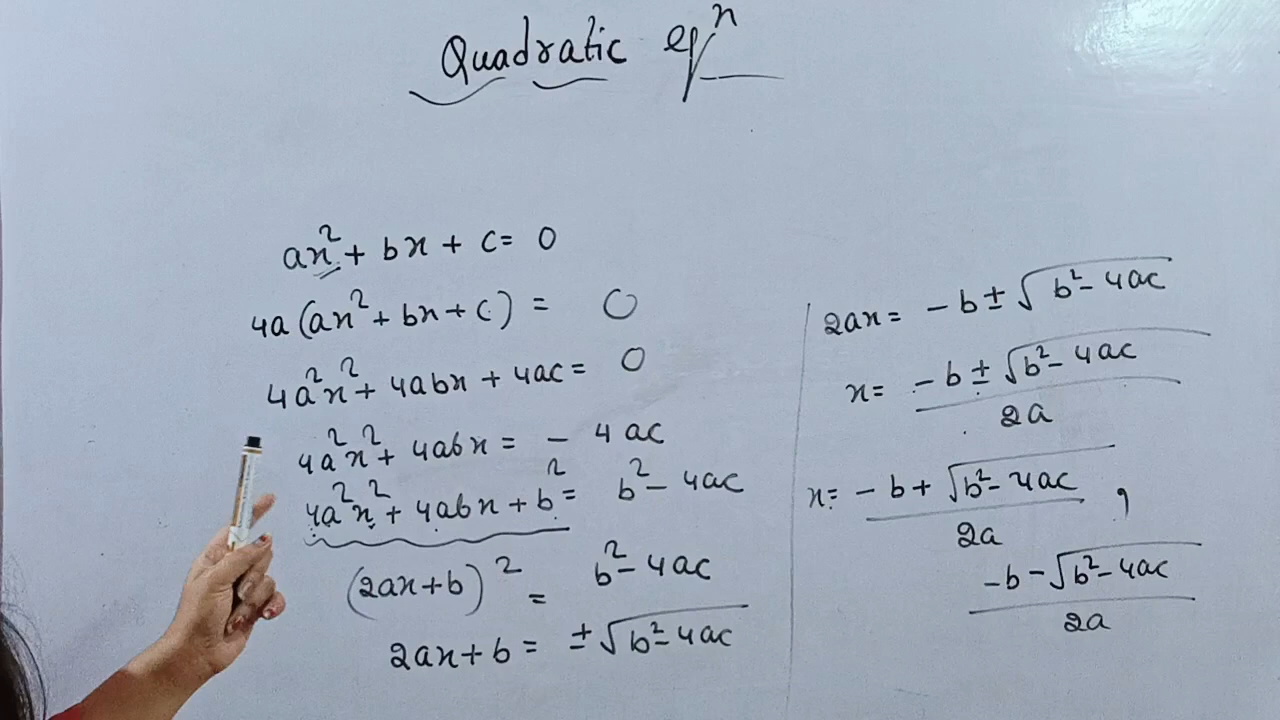 Quadratic eqⁿ
ax² + bx + c = 0
4a(ax² + bx + c) = 0
4a²x² + 4abx + 4ac = 0
4a²x² + 4abx = - 4ac
4a²x² + 4abx + b² = b² - 4ac
(2ax+b)² = b² - 4ac
2ax + b = ±√(b² - 4ac)
2ax = -b ± √(b² - 4ac)
x = (-b ± √(b² - 4ac))/2a
x = (-b + √(b² - 4ac))/2a ,
(-b - √(b² - 4ac))/2a